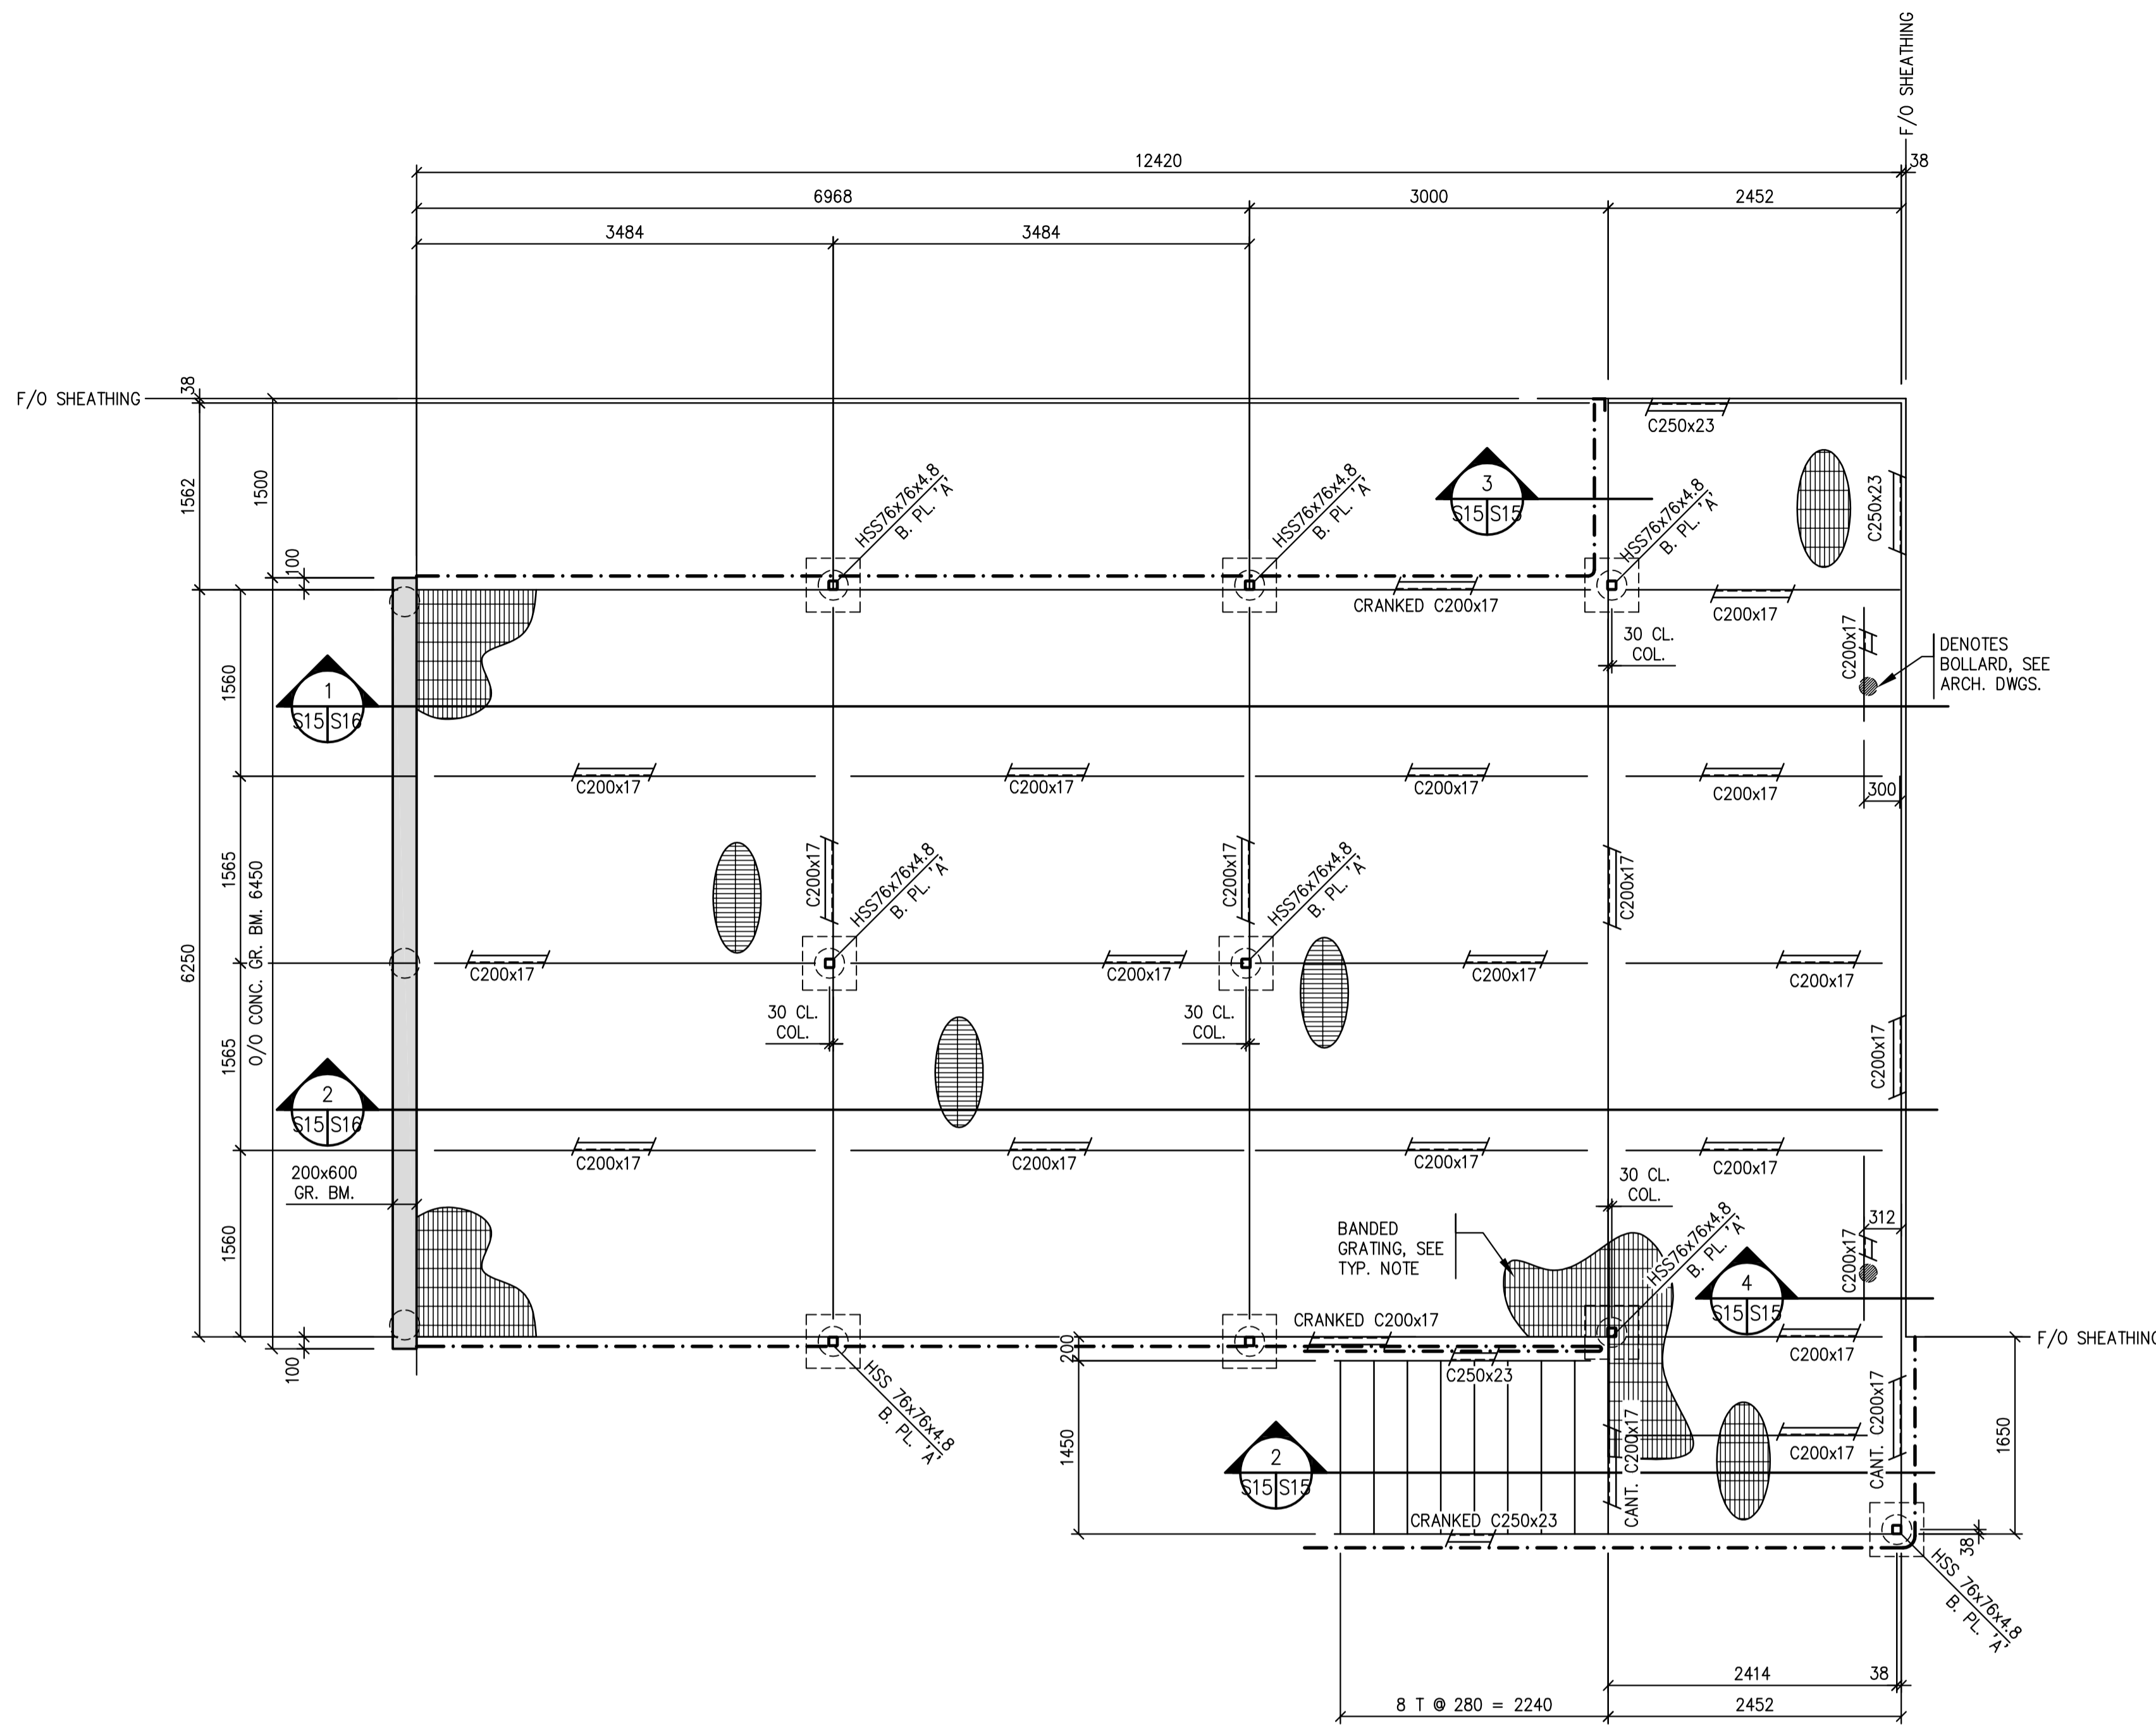 F/O SHEATHING
12420
38
6968
3000
2452
3484
3484
F/O SHEATHING
38
1562
1500
100
C250x23
HSS76x76x4.8
B. PL. 'A'
HSS76x76x4.8
B. PL. 'A'
3
S15 S15
HSS76x76x4.8
B. PL. 'A'
C250x23
CRANKED C200x17
C200x17
30 CL.
COL.
C200x17
DENOTES
BOLLARD, SEE
ARCH. DWGS.
1560
1
S15 S16
C200x17
C200x17
C200x17
C200x17
300
1565
O/O CONC. GR. BM. 6450
6250
C200x17
HSS76x76x4.8
B. PL. 'A'
C200x17
HSS76x76x4.8
B. PL. 'A'
C200x17
C200x17
C200x17
C200x17
C200x17
30 CL.
COL.
30 CL.
COL.
1565
C200x17
2
S15 S16
C200x17
C200x17
C200x17
C200x17
200x600
GR. BM.
30 CL.
COL.
1560
BANDED
GRATING, SEE
TYP. NOTE
HSS76x76x4.8
B. PL. 'A'
312
C200x17
4
S15 S15
CRANKED C200x17
200
100
C250x23
C200x17
F/O SHEATHING
HSS 76x76x4.8
B. PL. 'A'
1450
2
S15 S15
CANT. C200x17
C200x17
CANT. C200x17
1650
CRANKED C250x23
38
HSS 76x76x4.8
B. PL. 'A'
2414
38
8 T @ 280 = 2240
2452